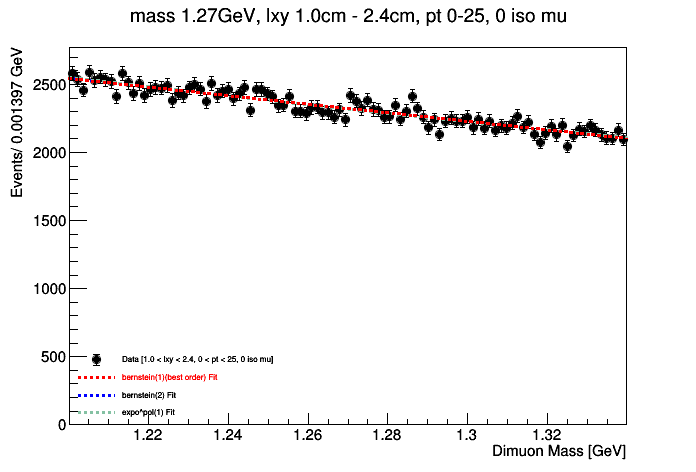 mass 1.27GeV, lxy 1.0cm - 2.4cm, pt 0-25, 0 iso mu
Events/ 0.001397 GeV
2500
2000
1500
1000
500
0
Data [1.0 < lxy < 2.4, 0 < pt < 25, 0 iso mu]
bernstein(1)(best order) Fit
bernstein(2) Fit
expo^pol(1) Fit
1.22 1.24 1.26 1.28 1.3 1.32
Dimuon Mass [GeV]